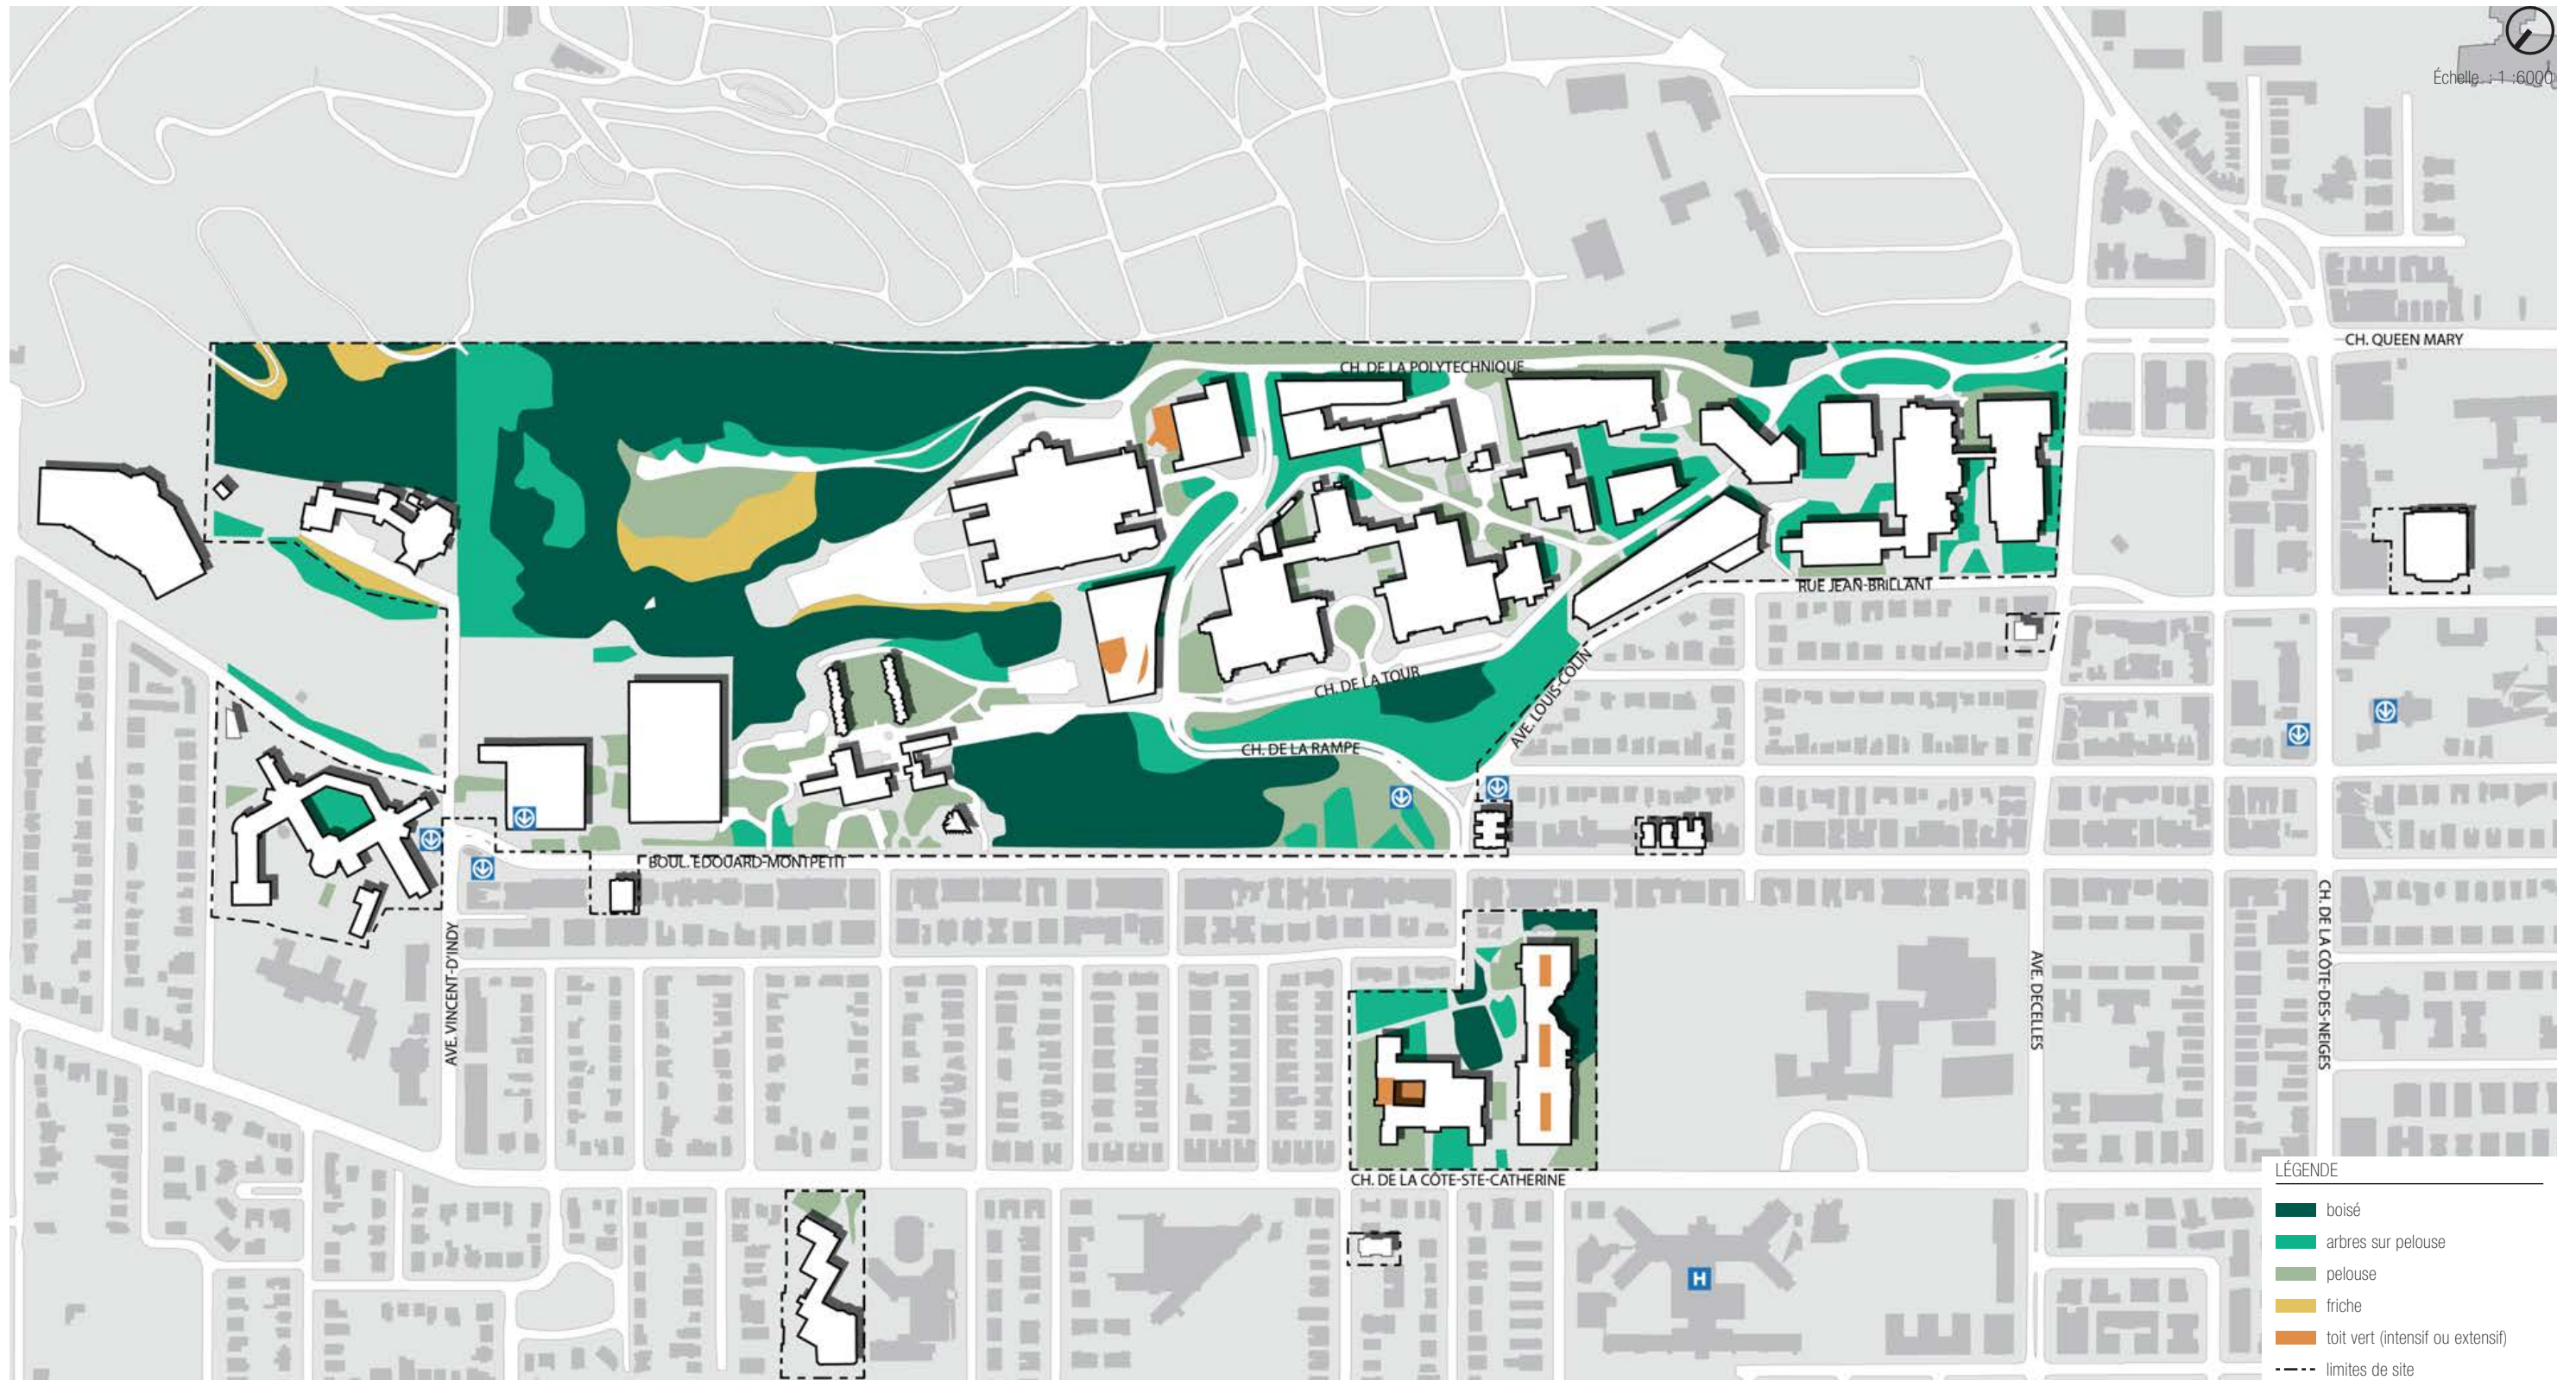 Échelle : 1 :6000
CH. QUEEN MARY
CH. DE LA POLYTECHNIQUE
RUE JEAN-BRILLANT
CH. DE LA TOUR
AVE. LOUIS-COLIN
CH. DE LA RAMPE
BOUL. EDOUARD-MONTPETIT
AVE. VINCENT-D'INDY
AVE. DECELLES
CH. DE LA CÔTE-DES-NEIGES
CH. DE LA CÔTE-STE-CATHERINE
H
LÉGENDE
boisé
arbres sur pelouse
pelouse
friche
toit vert (intensif ou extensif)
limites de site